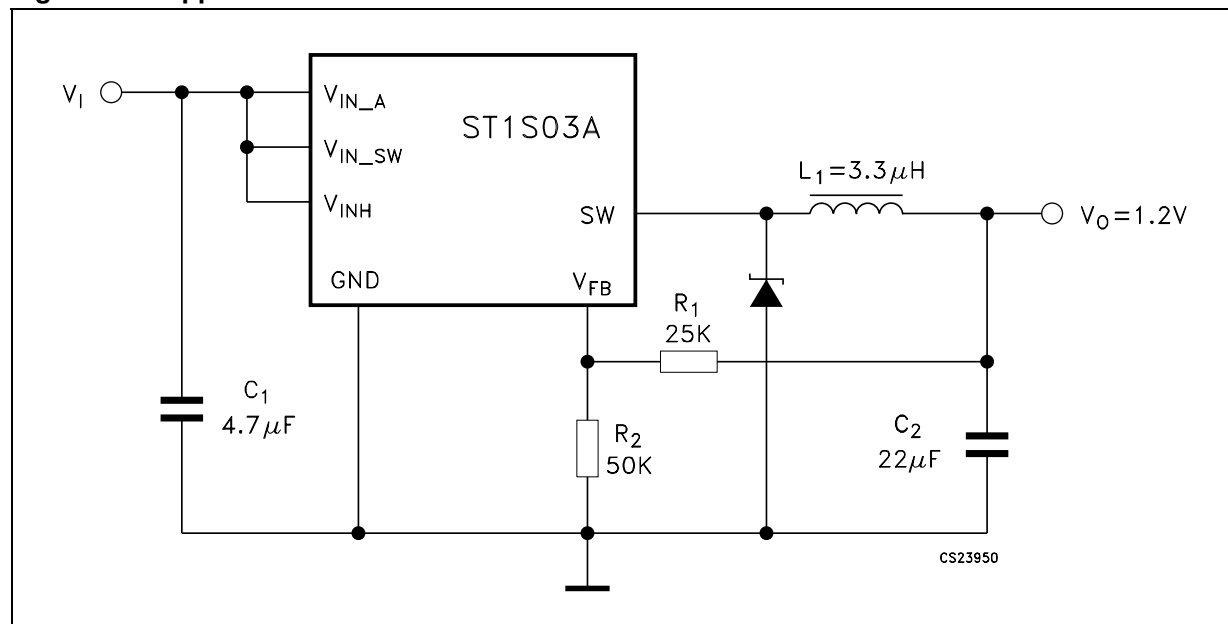 V_I
V_IN_A
V_IN_SW
V_INH
ST1S03A
SW
GND
V_FB
L_1=3.3μH
V_O=1.2V
R_1
25K
C_1
4.7μF
R_2
50K
C_2
22μF
CS23950